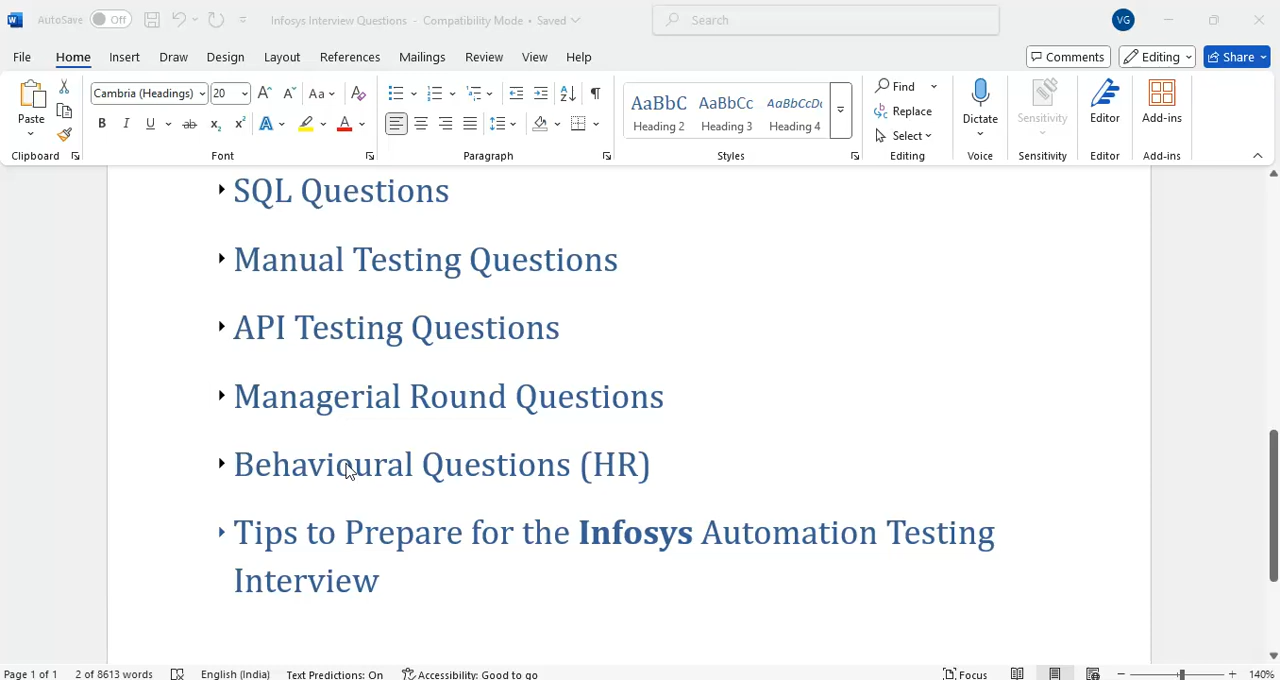 AutoSave Off Infosys Interview Questions - Compatibility Mode • Saved Search VG
File Home Insert Draw Design Layout References Mailings Review View Help Comments Editing Share
Paste Cambria (Headings) 20 Aa AaBbC AaBbCc AaBbCcDc Find Replace Select Dictate Sensitivity Editor Add-ins
B I U ab x₂ x² A A Heading 2 Heading 3 Heading 4
Clipboard Font Paragraph Styles Editing Voice Sensitivity Editor Add-ins
SQL Questions
Manual Testing Questions
API Testing Questions
Managerial Round Questions
Behavioural Questions (HR)
Tips to Prepare for the Infosys Automation Testing
Interview
Page 1 of 1 2 of 8613 words English (India) Text Predictions: On Accessibility: Good to go Focus 140%